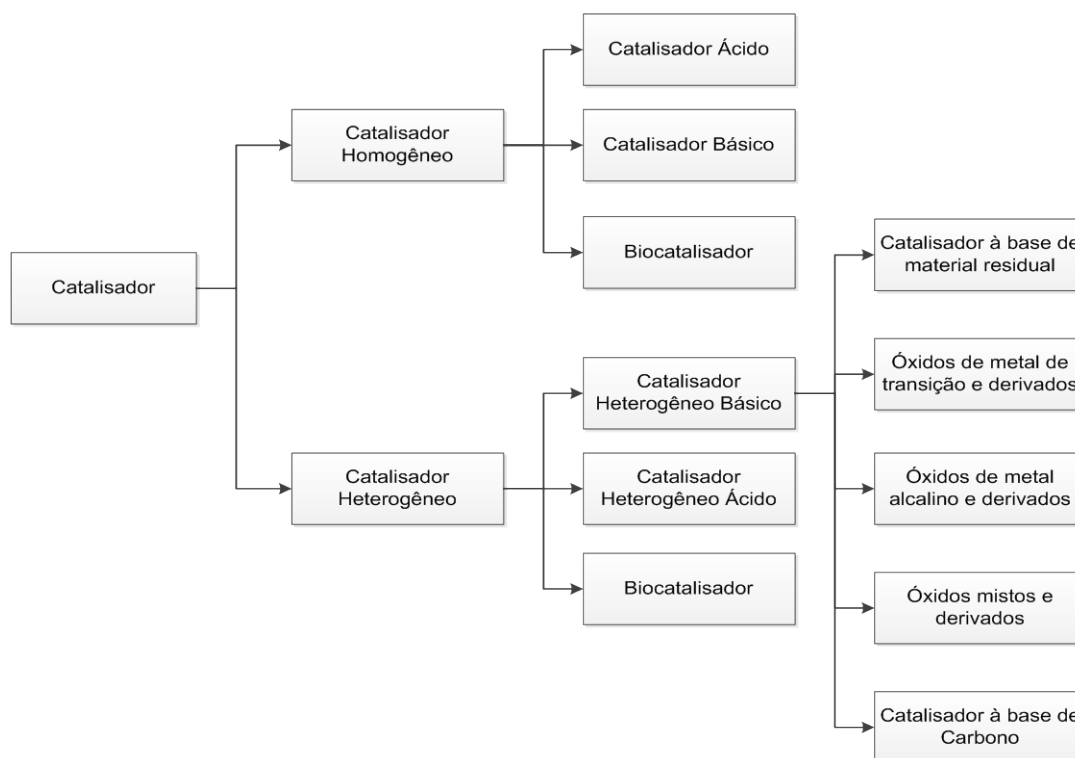 Catalisador
Catalisador
Homogêneo
Catalisador
Heterogêneo
Catalisador Ácido
Catalisador Básico
Biocatalisador
Catalisador
Heterogêneo Básico
Catalisador
Heterogêneo Ácido
Biocatalisador
Catalisador à base de
material residual
Óxidos de metal de
transição e derivados
Óxidos de metal
alcalino e derivados
Óxidos mistos e
derivados
Catalisador à base de
Carbono